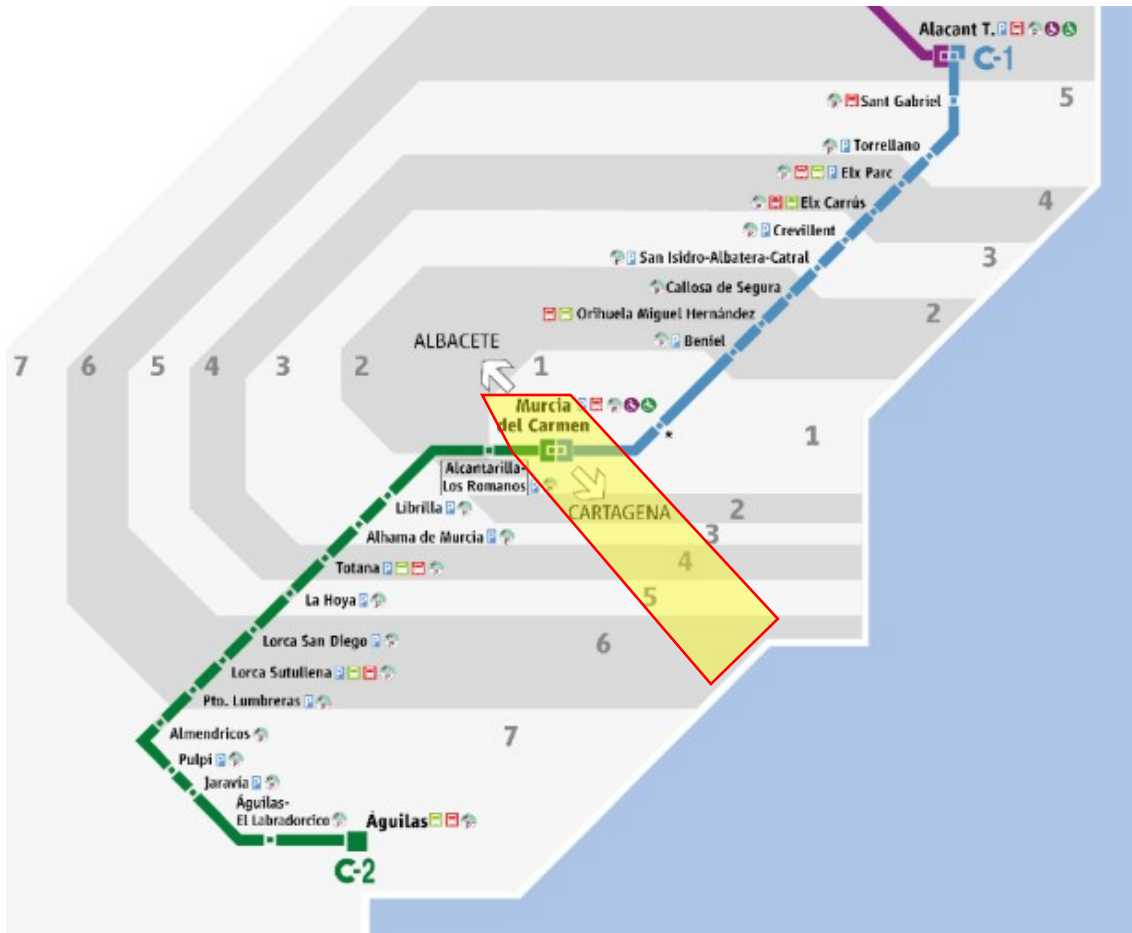 Alacant T.
C-1
5
Sant Gabriel
Torrellano
Elx Parc
4
Elx Carrús
Crevillent
3
San Isidro-Albatera-Catral
Callosa de Segura
2
Orihuela Miguel Hernández
ALBACETE
Beniel
7
6
5
4
3
2
1
Murcia
del Carmen
*
1
Alcantarilla-
Los Romanos
Librilla
CARTAGENA
2
Alhama de Murcia
3
Totana
4
La Hoya
5
Lorca San Diego
6
Lorca Sutullena
Pto. Lumbreras
Almendricos
7
Pulpi
Jaravía
Águilas-
El Labradorcico
Águilas
C-2